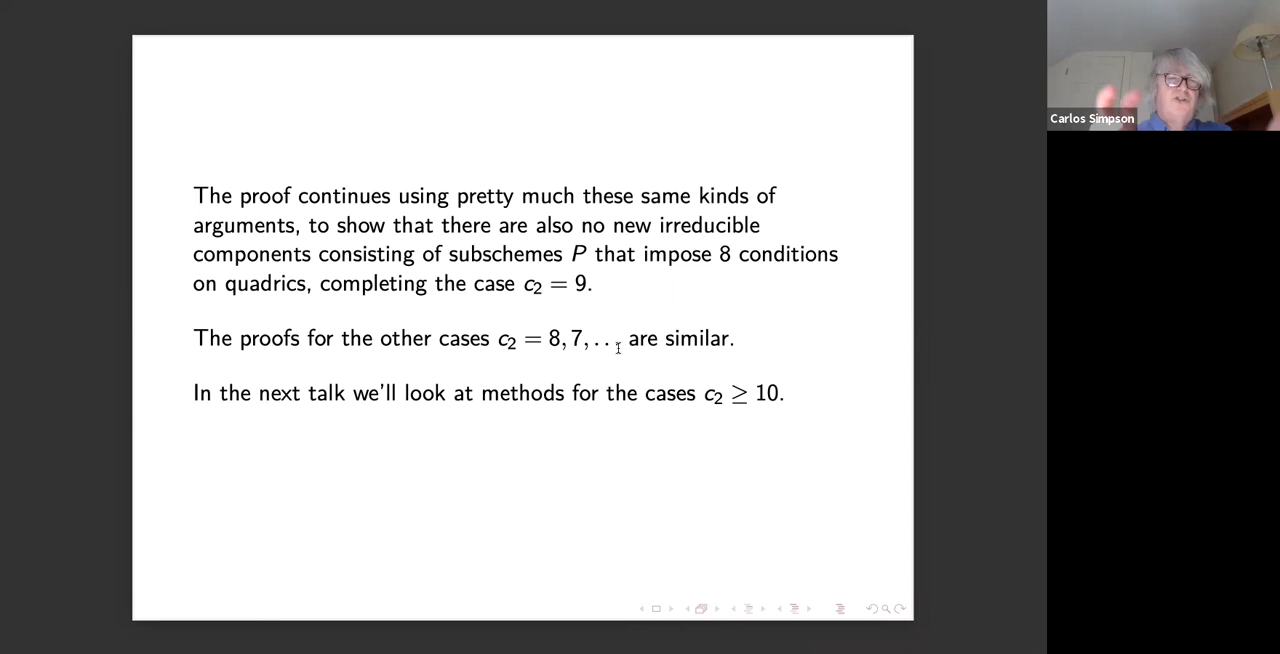 The proof continues using pretty much these same kinds of
arguments, to show that there are also no new irreducible
components consisting of subschemes P that impose 8 conditions
on quadrics, completing the case c₂ = 9.
The proofs for the other cases c₂ = 8, 7, . . . are similar.
In the next talk we'll look at methods for the cases c₂ ≥ 10.
Carlos Simpson